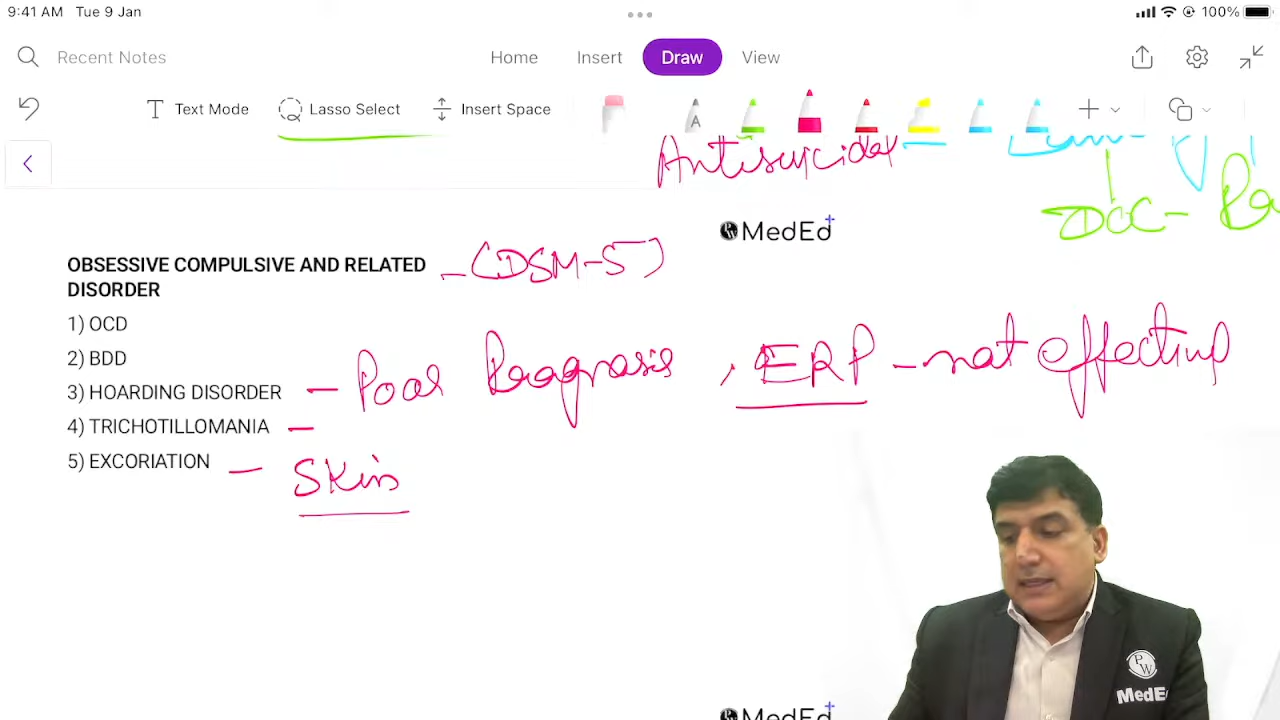 9:41 AM Tue 9 Jan
100%
Recent Notes
Home Insert Draw View
Text Mode Lasso Select Insert Space
A
Antisuicidal
DOC -
MedEd
OBSESSIVE COMPULSIVE AND RELATED - (DSM-5)
DISORDER
1) OCD
2) BDD
3) HOARDING DISORDER - Poor Prognosis, ERP - not effective
4) TRICHOTILLOMANIA -
5) EXCORIATION - Skin
PW
MedEd
MedEd